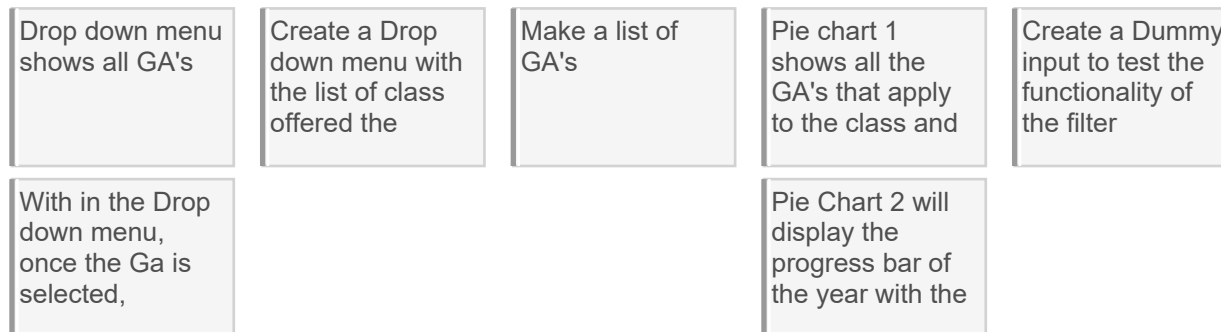 Drop down menu
shows all GA's
Create a Drop
down menu with
the list of class
offered the
Make a list of
GA's
Pie chart 1
shows all the
GA's that apply
to the class and
Create a Dummy
input to test the
functionality of
the filter
With in the Drop
down menu,
once the Ga is
selected,
Pie Chart 2 will
display the
progress bar of
the year with the